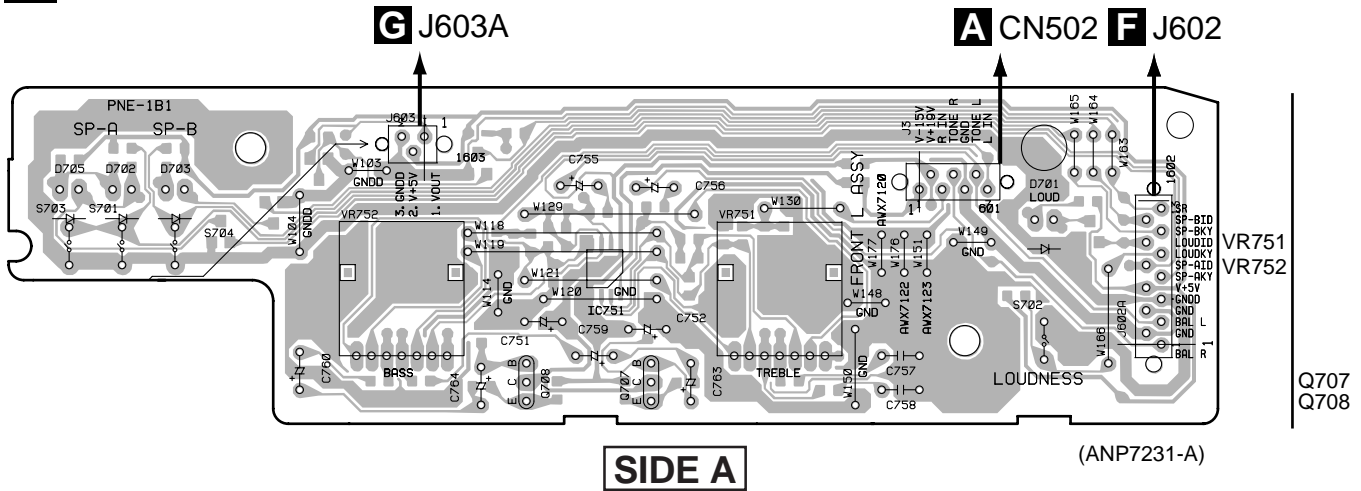 G J603A
A CN502
F J602
PNE-1B1
SP-A
SP-B
D705
D702
D703
S703
S701
S704
W104
GNDD
W103
GNDD
J603
1
1603
3. GNDD
2. V+5V
1. VOUT
VR752
W118
W119
W114
GND
W129
C755
C756
W121
W120
GND
IC751
C751
C759
C752
C760
BASS
C764
B
C
E
Q708
B
C
E
Q707
C763
VR751
W130
TREBLE
W148
GND
W150
GND
C757
C758
FRONT
ASSY
AWX7120
W177
W176
W151
AWX7122
AWX7123
J3
V-15V
V+19V
R IN
TONE R
GND
TONE L
L IN
1
601
W149
GND
D701
LOUD
W165
W164
W163
1602
SR
SP-BID
SP-BKY
LOUDID
LOUDKY
SP-AID
SP-AKY
V+5V
GNDD
GND
BAL L
GND
1
BAL R
J602A
W166
S702
LOUDNESS
VR751
VR752
Q707
Q708
SIDE A
(ANP7231-A)